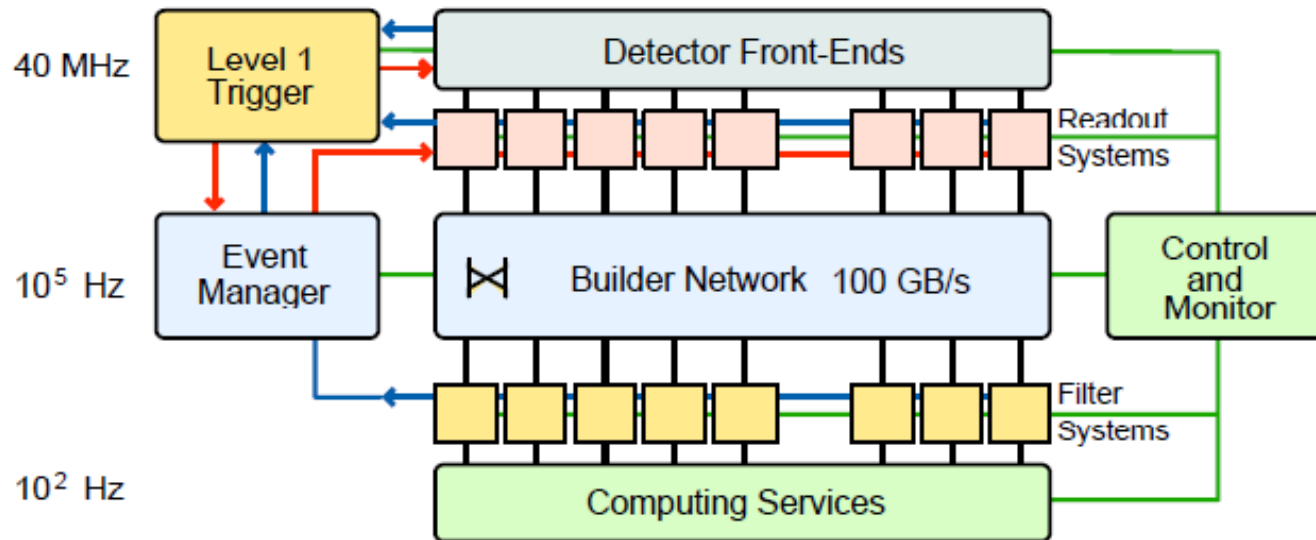 40 MHz
Level 1
Trigger
Detector Front-Ends
Readout
Systems
10⁵ Hz
Event
Manager
Builder Network 100 GB/s
Control
and
Monitor
Filter
Systems
10² Hz
Computing Services